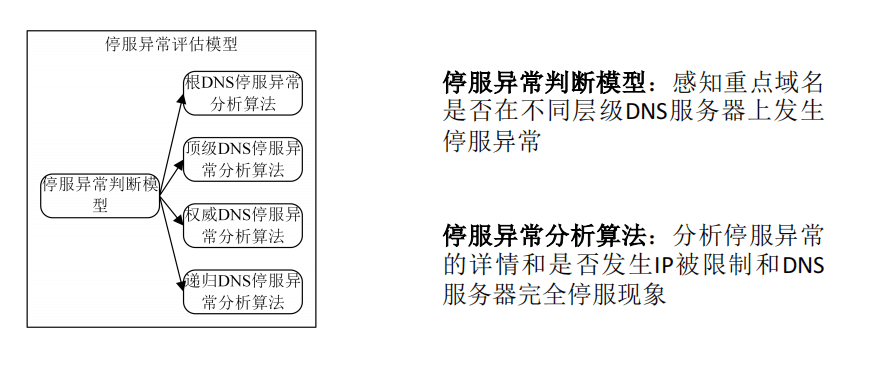 停服异常评估模型
根DNS停服异常
分析算法
顶级DNS停服异
常分析算法
停服异常判断模
型
权威DNS停服异
常分析算法
递归DNS停服异
常分析算法
停服异常判断模型：感知重点域名
是否在不同层级DNS服务器上发生
停服异常
停服异常分析算法：分析停服异常
的详情和是否发生IP被限制和DNS
服务器完全停服现象